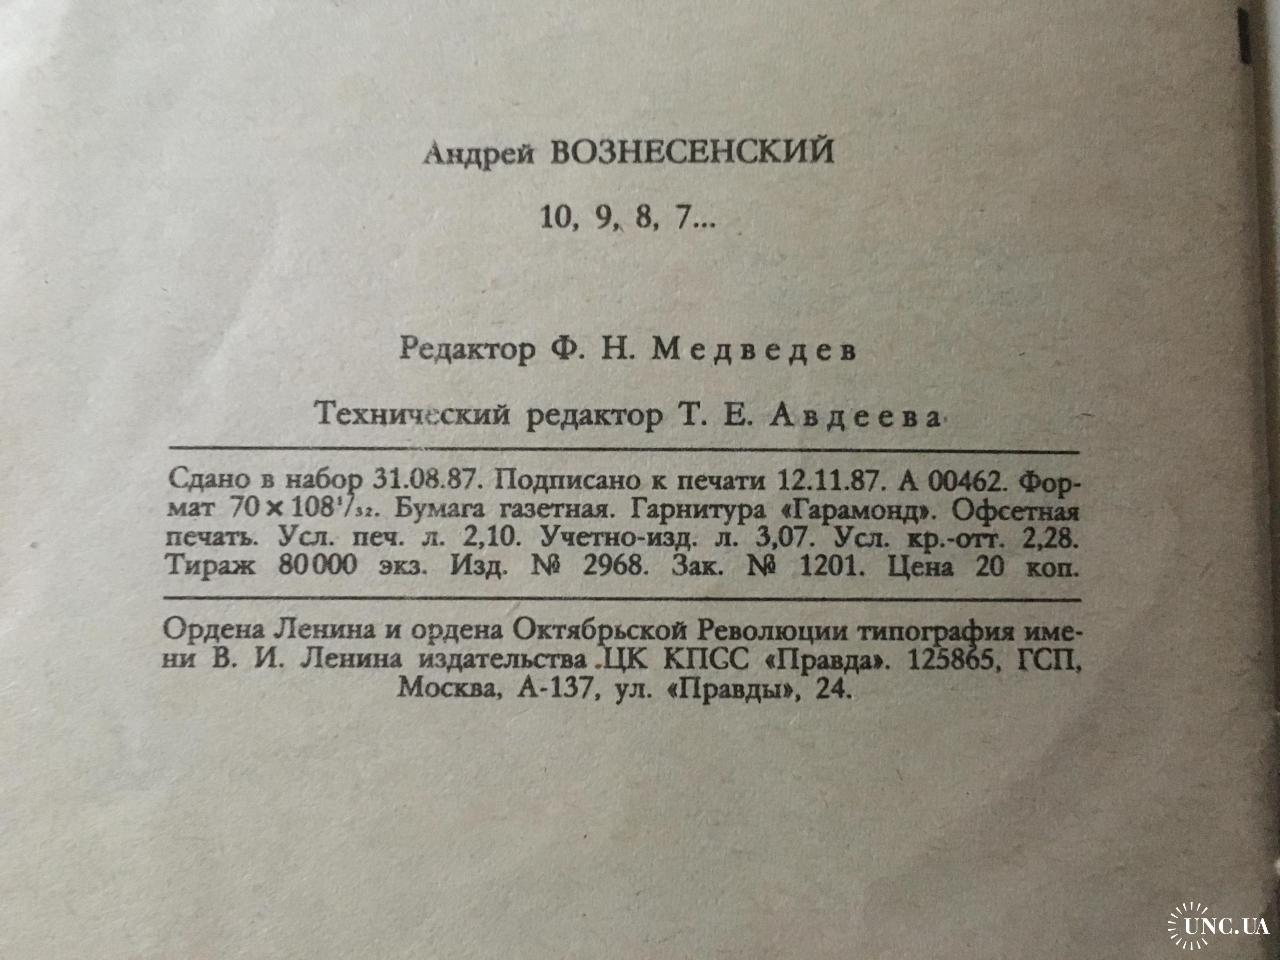 Андрей ВОЗНЕСЕНСКИЙ
10, 9, 8, 7...
Редактор Ф. Н. Медведев
Технический редактор Т. Е. Авдеева
Сдано в набор 31.08.87. Подписано к печати 12.11.87. А 00462. Фор-
мат 70×108¹/₃₂. Бумага газетная. Гарнитура «Гарамонд». Офсетная
печать. Усл. печ. л. 2,10. Учетно-изд. л. 3,07. Усл. кр.-отт. 2,28.
Тираж 80000 экз. Изд. № 2968. Зак. № 1201. Цена 20 коп.
Ордена Ленина и ордена Октябрьской Революции типография име-
ни В. И. Ленина издательства ЦК КПСС «Правда». 125865, ГСП,
Москва, А-137, ул. «Правды», 24.
UNC.UA